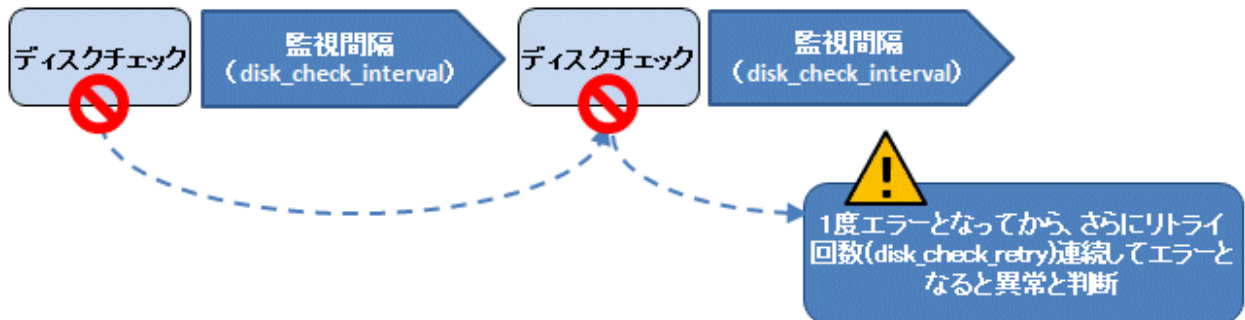 ディスクチェック
監視間隔
(disk_check_interval)
ディスクチェック
監視間隔
(disk_check_interval)
1度エラーとなってから、さらにリトライ
回数(disk_check_retry)連続してエラーと
なると異常と判断